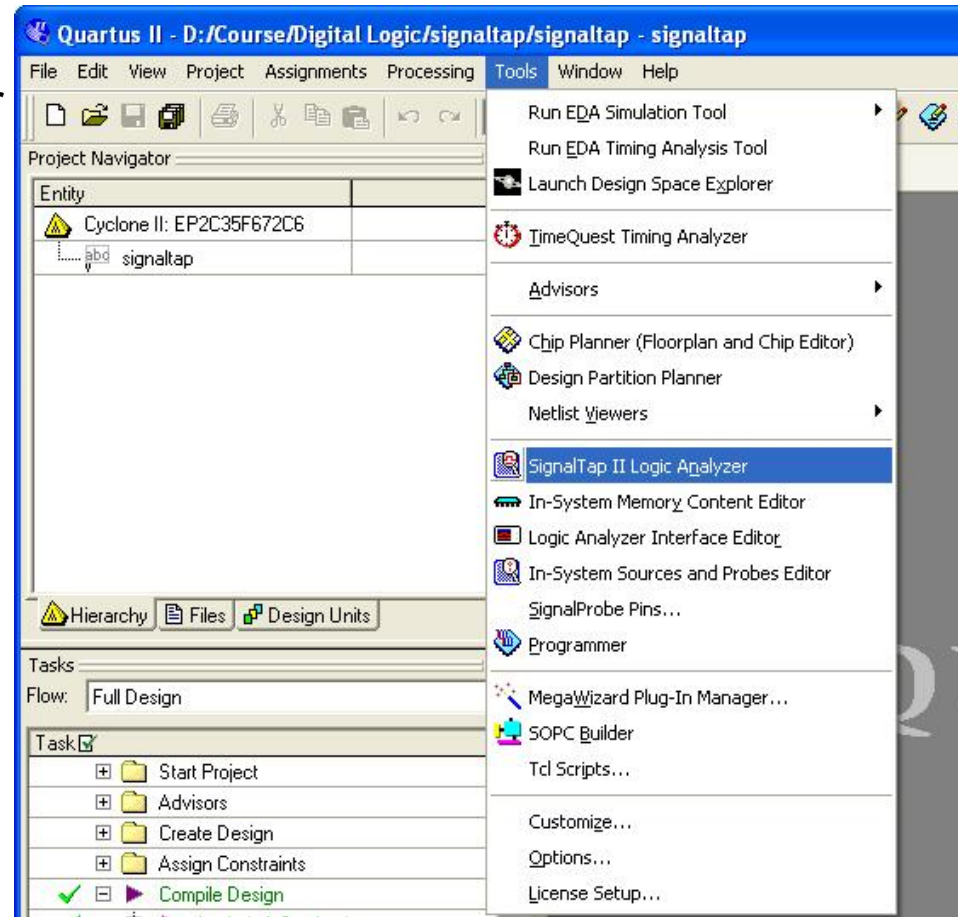 Quartus II - D:/Course/Digital Logic/signaltap/signaltap - signaltap
File Edit View Project Assignments Processing Tools Window Help
Project Navigator
Entity
Cyclone II: EP2C35F672C6
abd signaltap
Hierarchy Files Design Units
Tasks
Flow: Full Design
Task
Start Project
Advisors
Create Design
Assign Constraints
Compile Design
Run EDA Simulation Tool
Run EDA Timing Analysis Tool
Launch Design Space Explorer
TimeQuest Timing Analyzer
Advisors
Chip Planner (Floorplan and Chip Editor)
Design Partition Planner
Netlist Viewers
SignalTap II Logic Analyzer
In-System Memory Content Editor
Logic Analyzer Interface Editor
In-System Sources and Probes Editor
SignalProbe Pins...
Programmer
MegaWizard Plug-In Manager...
SOPC Builder
Tcl Scripts...
Customize...
Options...
License Setup...
Q